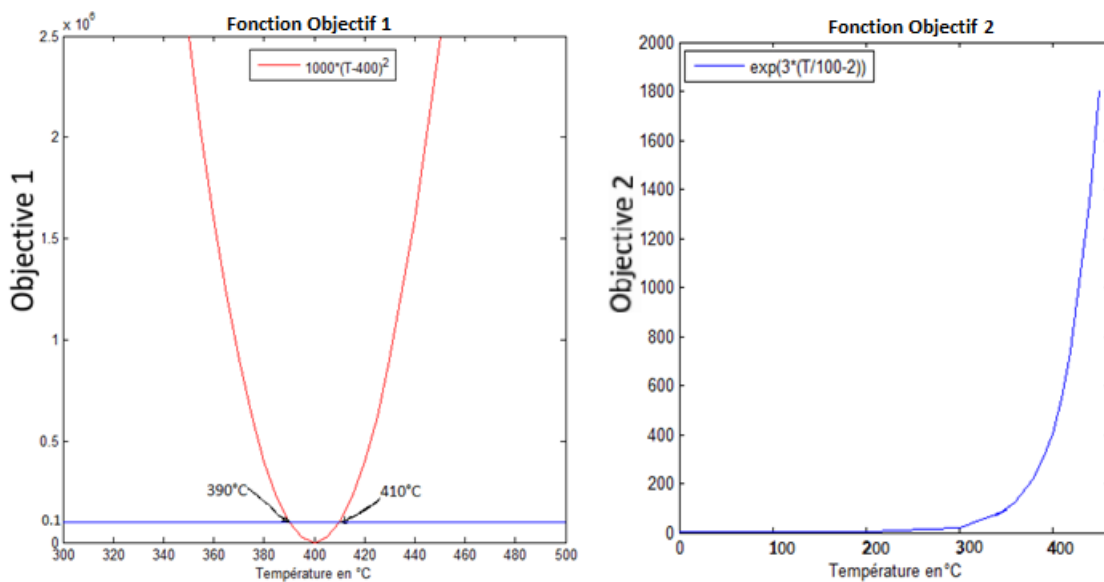 Fonction Objectif 1
x 10⁶
1000*(T-400)²
Objective 1
2.5
2
1.5
1
0.5
0.1
0
390°C
410°C
300 320 340 360 380 400 420 440 460 480 500
Température en °C
Fonction Objectif 2
exp(3*(T/100-2))
Objective 2
2000
1800
1600
1400
1200
1000
800
600
400
200
0
0 100 200 300 400
Température en °C